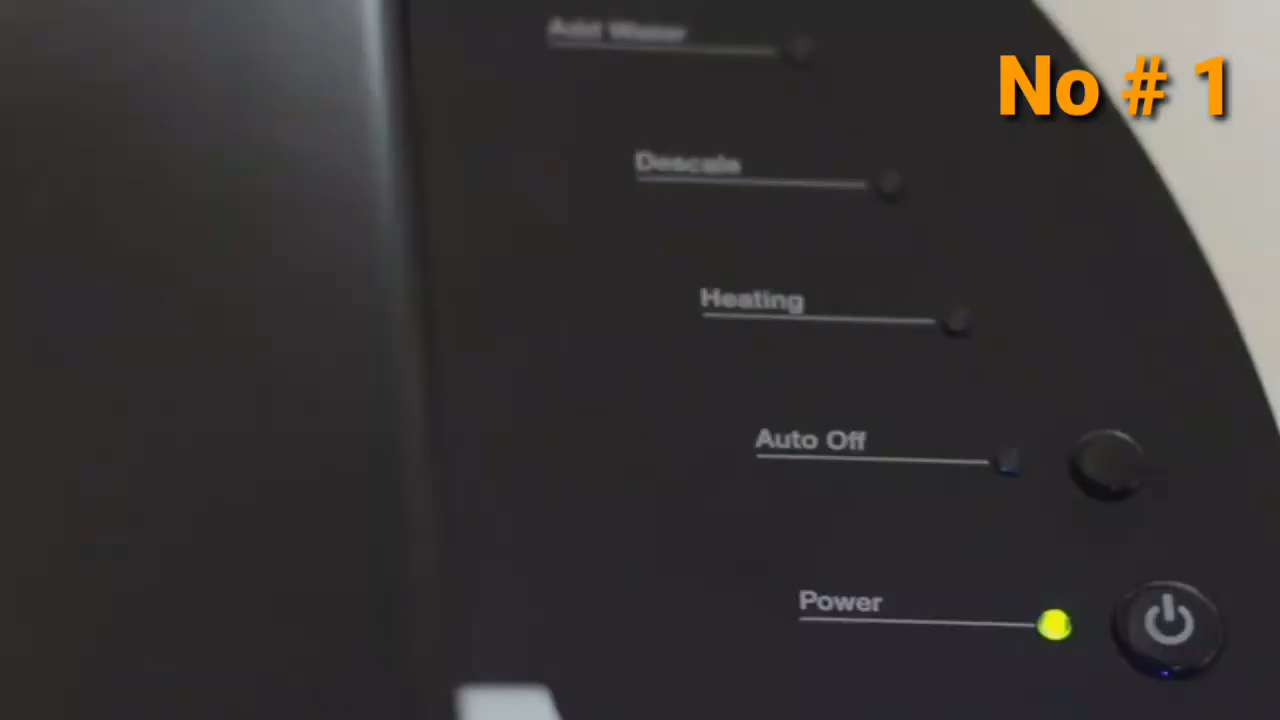 Add Water
No # 1
Descale
Heating
Auto Off
Power